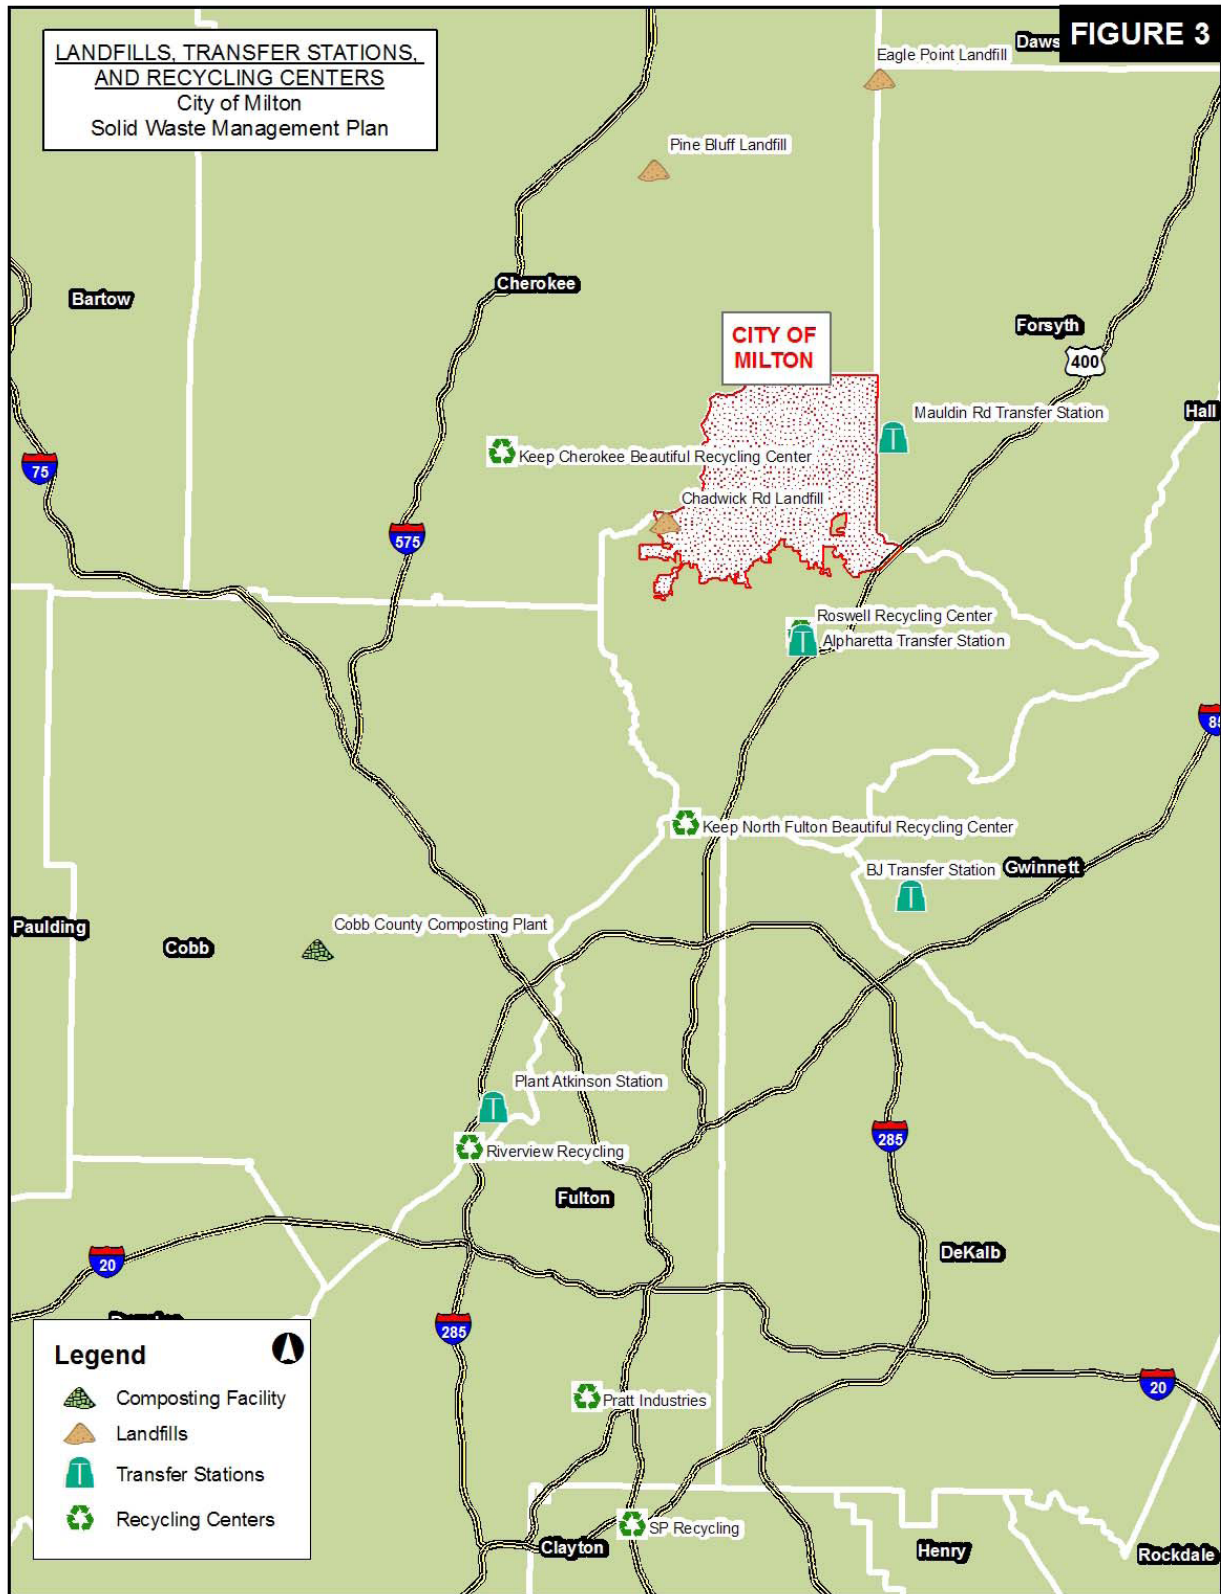 FIGURE 3
LANDFILLS, TRANSFER STATIONS,
AND RECYCLING CENTERS
City of Milton
Solid Waste Management Plan
Daws
Eagle Point Landfill
Pine Bluff Landfill
Cherokee
Bartow
Forsyth
CITY OF
MILTON
400
Hall
Mauldin Rd Transfer Station
Keep Cherokee Beautiful Recycling Center
75
Chadwick Rd Landfill
575
Roswell Recycling Center
Alpharetta Transfer Station
85
Keep North Fulton Beautiful Recycling Center
BJ Transfer Station
Gwinnett
Paulding
Cobb County Composting Plant
Cobb
Plant Atkinson Station
285
Riverview Recycling
Fulton
DeKalb
20
285
Legend
Composting Facility
Landfills
Transfer Stations
Recycling Centers
20
Pratt Industries
SP Recycling
Clayton
Henry
Rockdale